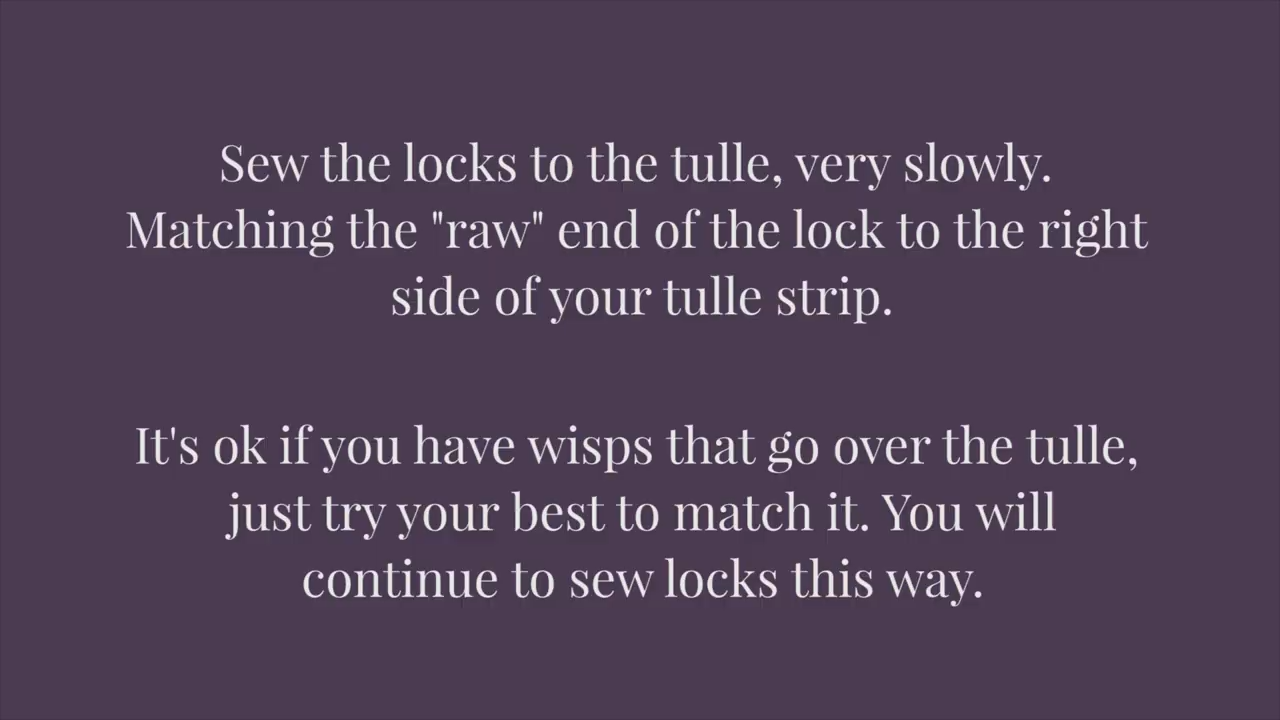 Sew the locks to the tulle, very slowly.
Matching the "raw" end of the lock to the right
side of your tulle strip.
It's ok if you have wisps that go over the tulle,
just try your best to match it. You will
continue to sew locks this way.